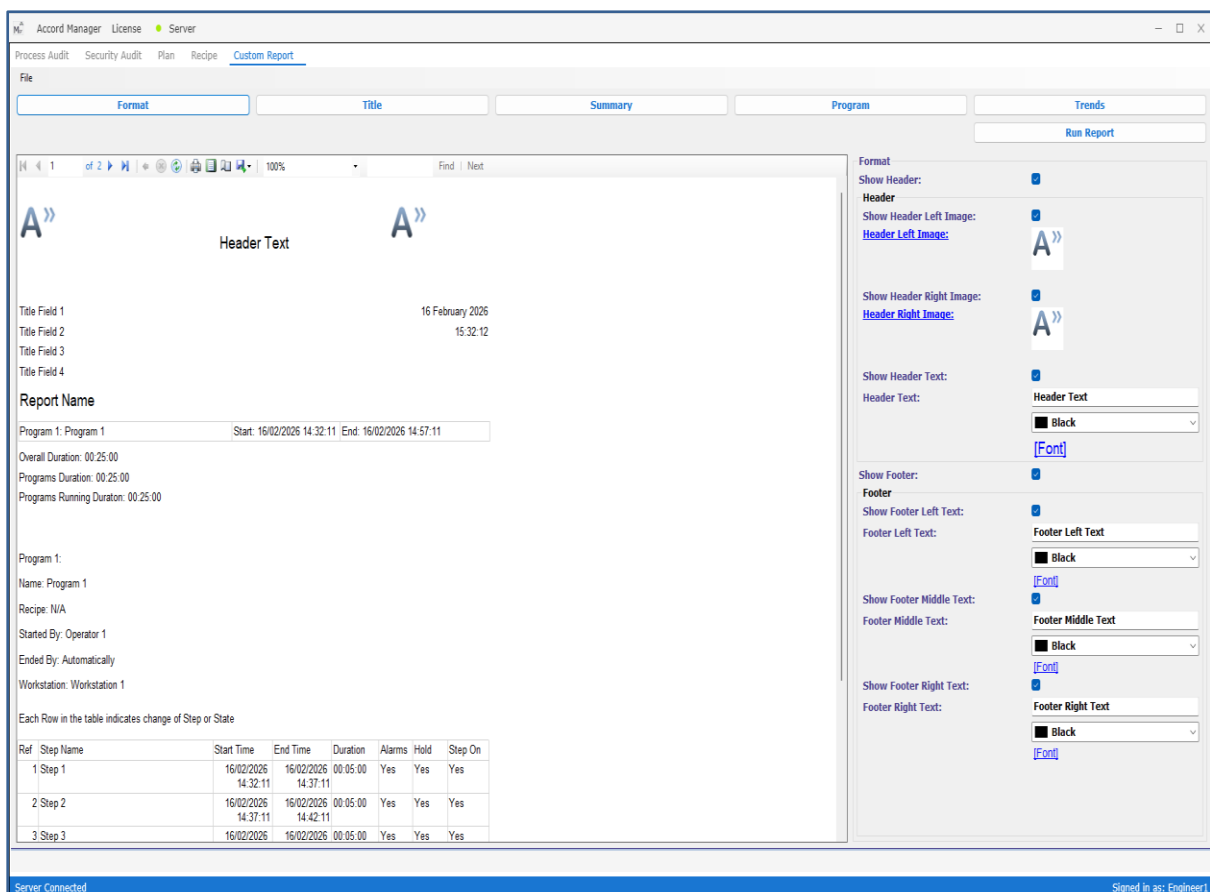 Accord Manager License Server
Process Audit Security Audit Plan Recipe Custom Report
File
Format Title Summary Program Trends
Run Report
1 of 2 100% Find | Next
A»
A»
Header Text
Title Field 1 16 February 2026
Title Field 2 15:32:12
Title Field 3
Title Field 4
Report Name
Program 1: Program 1 Start: 16/02/2026 14:32:11 End: 16/02/2026 14:57:11
Overall Duration: 00:25:00
Programs Duration: 00:25:00
Programs Running Duraton: 00:25:00
Program 1:
Name: Program 1
Recipe: N/A
Started By: Operator 1
Ended By: Automatically
Workstation: Workstation 1
Each Row in the table indicates change of Step or State
Ref Step Name Start Time End Time Duration Alarms Hold Step On
1 Step 1 16/02/2026 16/02/2026 00:05:00 Yes Yes Yes
14:32:11 14:37:11
2 Step 2 16/02/2026 16/02/2026 00:05:00 Yes Yes Yes
14:37:11 14:42:11
3 Step 3 16/02/2026 16/02/2026 00:05:00 Yes Yes Yes
Format
Show Header:
Header
Show Header Left Image:
Header Left Image:
A»
Show Header Right Image:
Header Right Image:
A»
Show Header Text:
Header Text: Header Text
Black
[Font]
Show Footer:
Footer
Show Footer Left Text:
Footer Left Text: Footer Left Text
Black
[Font]
Show Footer Middle Text:
Footer Middle Text: Footer Middle Text
Black
[Font]
Show Footer Right Text:
Footer Right Text: Footer Right Text
Black
[Font]
Server Connected Signed in as: Engineer1